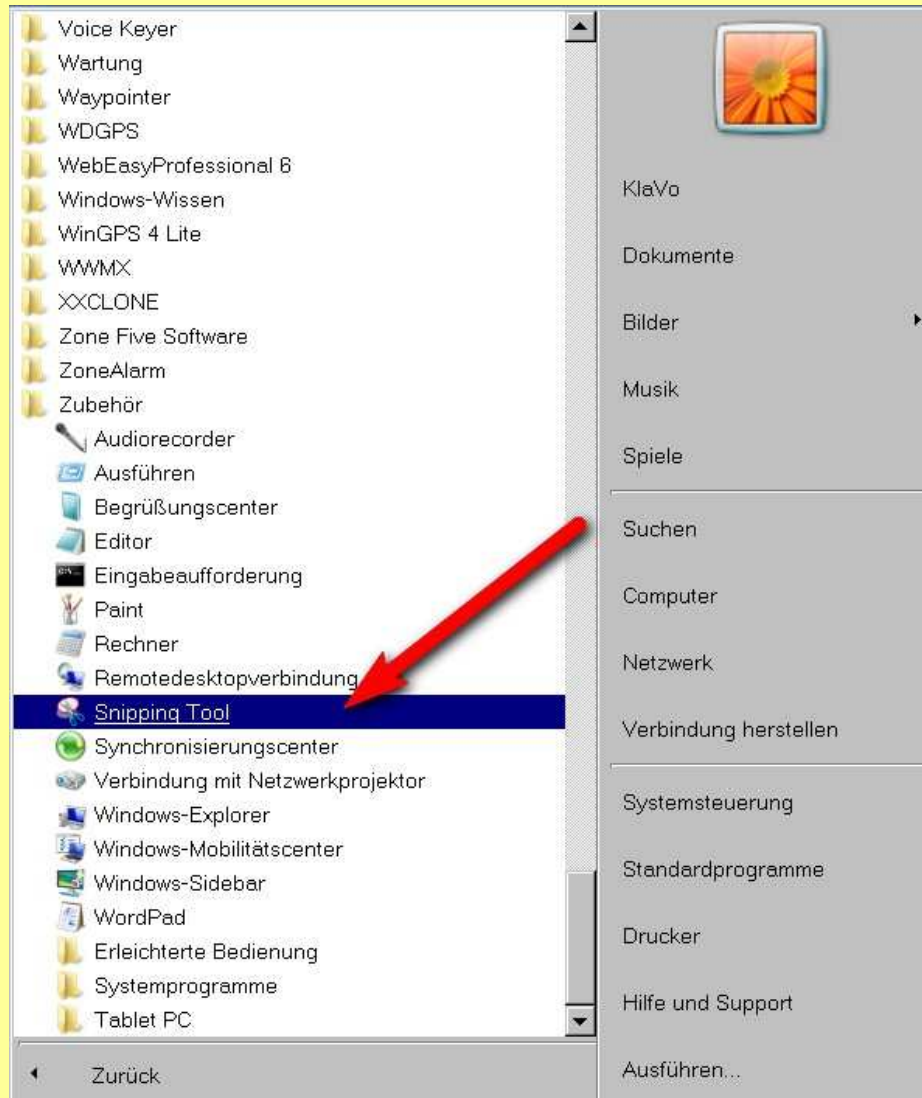 Voice Keyer
Wartung
Waypointer
WDGPS
WebEasyProfessional 6
Windows-Wissen
WinGPS 4 Lite
WWMX
XXCLONE
Zone Five Software
ZoneAlarm
Zubehör
Audiorecorder
Ausführen
Begrüßungscenter
Editor
Eingabeaufforderung
Paint
Rechner
Remotedesktopverbindung
Snipping Tool
Synchronisierungscenter
Verbindung mit Netzwerkprojektor
Windows-Explorer
Windows-Mobilitätscenter
Windows-Sidebar
WordPad
Erleichterte Bedienung
Systemprogramme
Tablet PC
Zurück
KlaVo
Dokumente
Bilder
Musik
Spiele
Suchen
Computer
Netzwerk
Verbindung herstellen
Systemsteuerung
Standardprogramme
Drucker
Hilfe und Support
Ausführen...